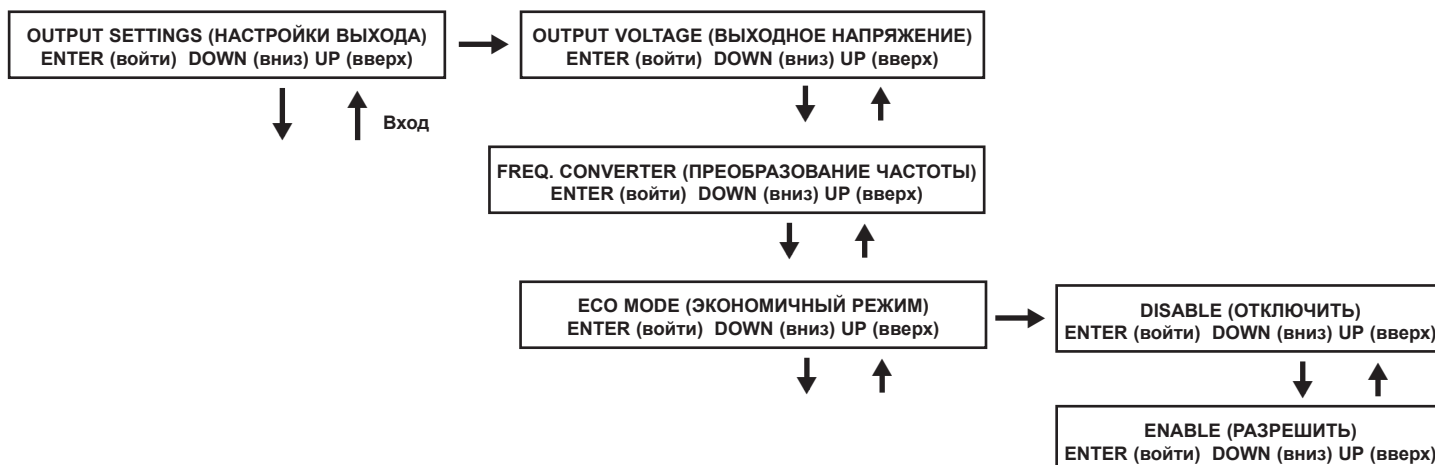 OUTPUT SETTINGS (НАСТРОЙКИ ВЫХОДА)
ENTER (войти) DOWN (вниз) UP (вверх)
OUTPUT VOLTAGE (ВЫХОДНОЕ НАПРЯЖЕНИЕ)
ENTER (войти) DOWN (вниз) UP (вверх)
Вход
FREQ. CONVERTER (ПРЕОБРАЗОВАНИЕ ЧАСТОТЫ)
ENTER (войти) DOWN (вниз) UP (вверх)
ECO MODE (ЭКОНОМИЧНЫЙ РЕЖИМ)
ENTER (войти) DOWN (вниз) UP (вверх)
DISABLE (ОТКЛЮЧИТЬ)
ENTER (войти) DOWN (вниз) UP (вверх)
ENABLE (РАЗРЕШИТЬ)
ENTER (войти) DOWN (вниз) UP (вверх)